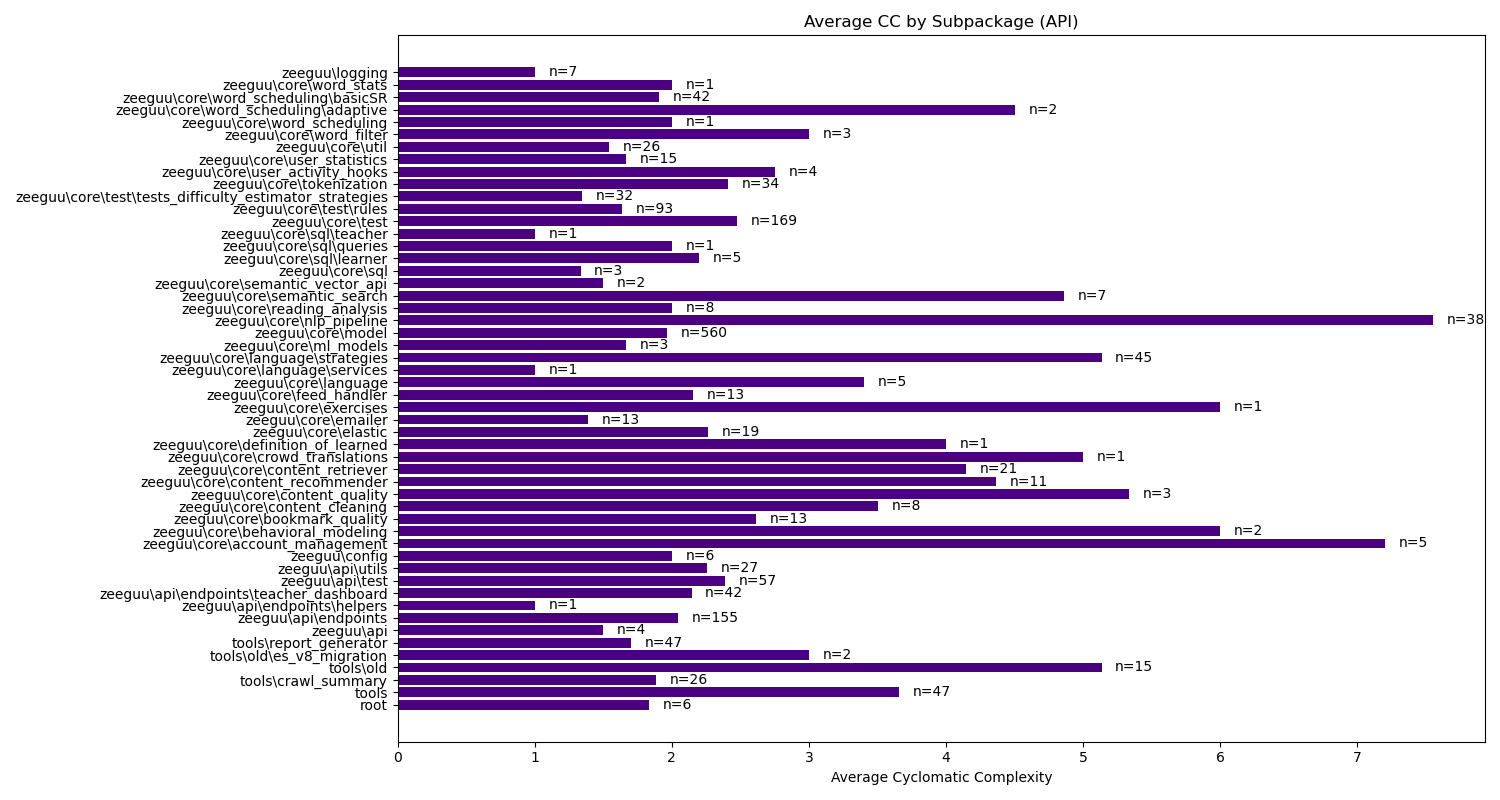 Average CC by Subpackage (API)
zeeguu\logging n=7
zeeguu\core\word_stats n=1
zeeguu\core\word_scheduling\basicSR n=42
zeeguu\core\word_scheduling\adaptive n=2
zeeguu\core\word_scheduling n=1
zeeguu\core\word_filter n=3
zeeguu\core\util n=26
zeeguu\core\user_statistics n=15
zeeguu\core\user_activity_hooks n=4
zeeguu\core\tokenization n=34
zeeguu\core\test\tests_difficulty_estimator_strategies n=32
zeeguu\core\test\rules n=93
zeeguu\core\test n=169
zeeguu\core\sql\teacher n=1
zeeguu\core\sql\queries n=1
zeeguu\core\sql\learner n=5
zeeguu\core\sql n=3
zeeguu\core\semantic_vector_api n=2
zeeguu\core\semantic_search n=7
zeeguu\core\reading_analysis n=8
zeeguu\core\nlp_pipeline n=38
zeeguu\core\model n=560
zeeguu\core\ml_models n=3
zeeguu\core\language\strategies n=45
zeeguu\core\language\services n=1
zeeguu\core\language n=5
zeeguu\core\feed_handler n=13
zeeguu\core\exercises n=1
zeeguu\core\emailer n=13
zeeguu\core\elastic n=19
zeeguu\core\definition_of_learned n=1
zeeguu\core\crowd_translations n=1
zeeguu\core\content_retriever n=21
zeeguu\core\content_recommender n=11
zeeguu\core\content_quality n=3
zeeguu\core\content_cleaning n=8
zeeguu\core\bookmark_quality n=13
zeeguu\core\behavioral_modeling n=2
zeeguu\core\account_management n=5
zeeguu\config n=6
zeeguu\api\utils n=27
zeeguu\api\test n=57
zeeguu\api\endpoints\teacher_dashboard n=42
zeeguu\api\endpoints\helpers n=1
zeeguu\api\endpoints n=155
zeeguu\api n=4
tools\report_generator n=47
tools\old\es_v8_migration n=2
tools\old n=15
tools\crawl_summary n=26
tools n=47
root n=6
0 1 2 3 4 5 6 7
Average Cyclomatic Complexity